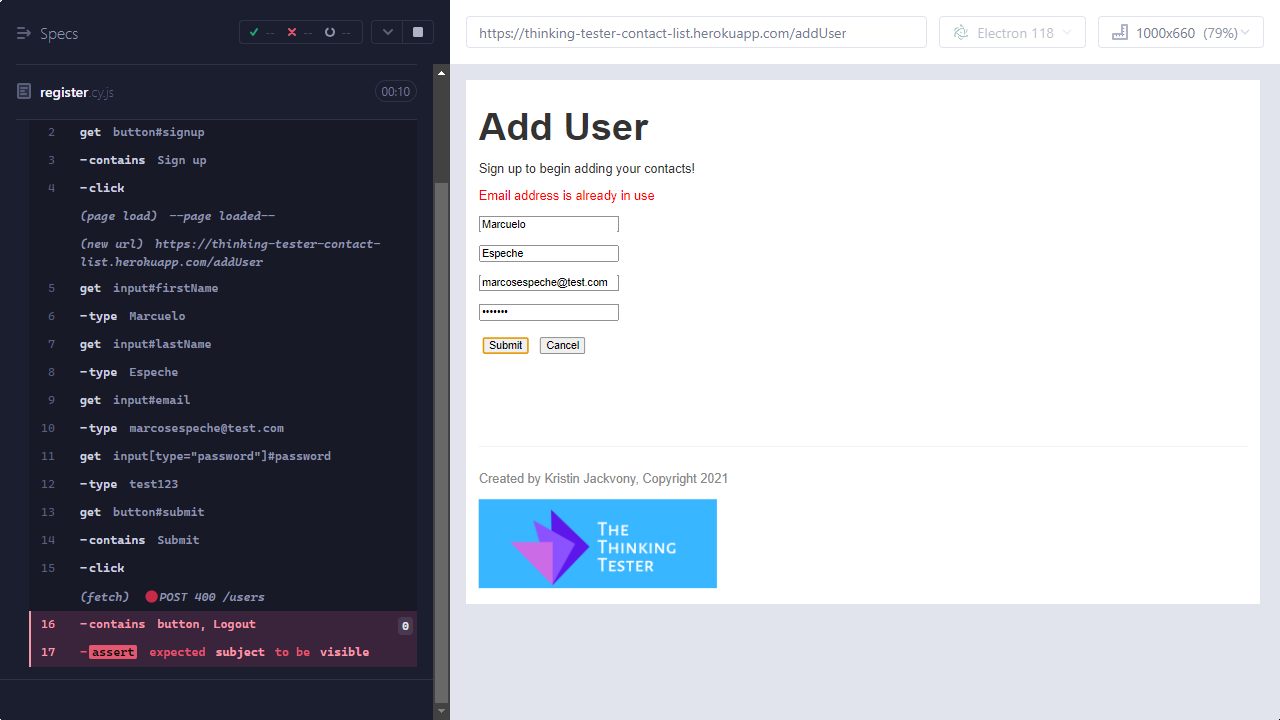 Specs
-- -- --
https://thinking-tester-contact-list.herokuapp.com/addUser
Electron 118
1000x660 (79%)
register.cy.js
00:10
2 get button#signup
3 -contains Sign up
4 -click
(page load) --page loaded--
(new url) https://thinking-tester-contact-
list.herokuapp.com/addUser
5 get input#firstName
6 -type Marcuelo
7 get input#lastName
8 -type Espeche
9 get input#email
10 -type marcosespeche@test.com
11 get input[type="password"]#password
12 -type test123
13 get button#submit
14 -contains Submit
15 -click
(fetch) POST 400 /users
16 -contains button, Logout 0
17 -assert expected subject to be visible
Add User
Sign up to begin adding your contacts!
Email address is already in use
Marcuelo
Espeche
marcosespeche@test.com
•••••••
Submit Cancel
Created by Kristin Jackvony, Copyright 2021
THE
THINKING
TESTER